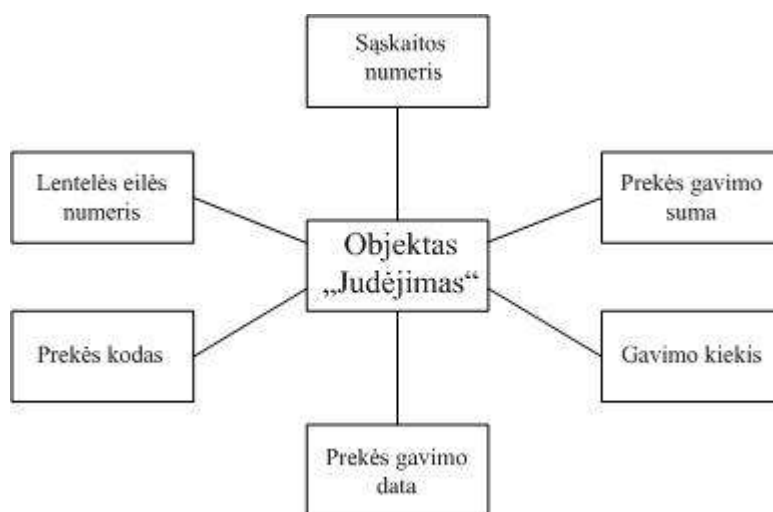 Sąskaitos
numeris
Lentelės eilės
numeris
Prekės gavimo
suma
Objektas
„Judėjimas“
Prekės kodas
Gavimo kiekis
Prekės gavimo
data